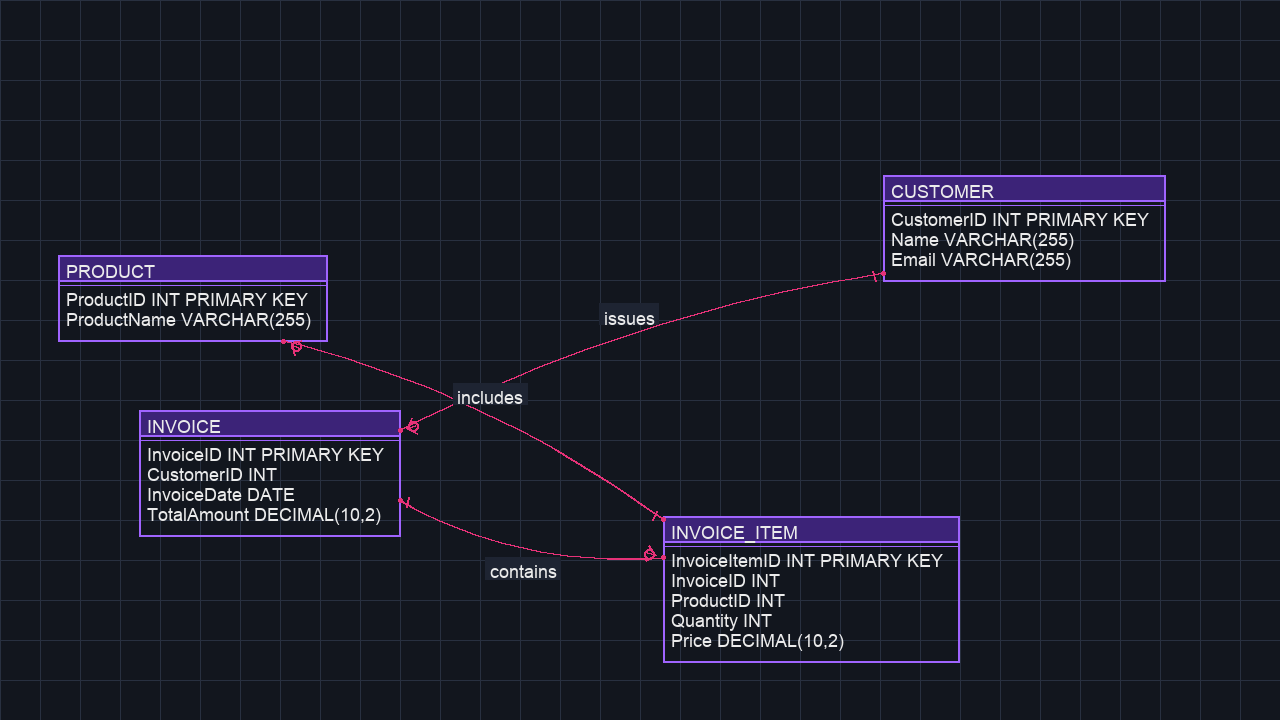 CUSTOMER
CustomerID INT PRIMARY KEY
Name VARCHAR(255)
Email VARCHAR(255)
PRODUCT
ProductID INT PRIMARY KEY
ProductName VARCHAR(255)
issues
includes
INVOICE
InvoiceID INT PRIMARY KEY
CustomerID INT
InvoiceDate DATE
TotalAmount DECIMAL(10,2)
contains
INVOICE_ITEM
InvoiceItemID INT PRIMARY KEY
InvoiceID INT
ProductID INT
Quantity INT
Price DECIMAL(10,2)